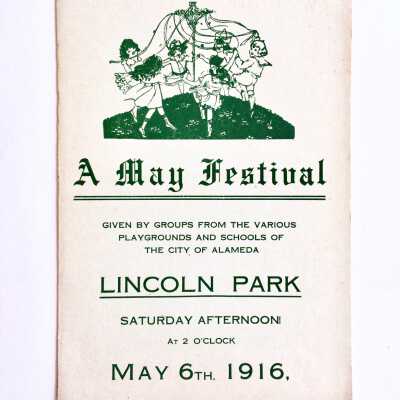 A May Festival
GIVEN BY GROUPS FROM THE VARIOUS
PLAYGROUNDS AND SCHOOLS OF
THE CITY OF ALAMEDA
LINCOLN PARK
SATURDAY AFTERNOON
AT 2 O'CLOCK
MAY 6TH. 1916,